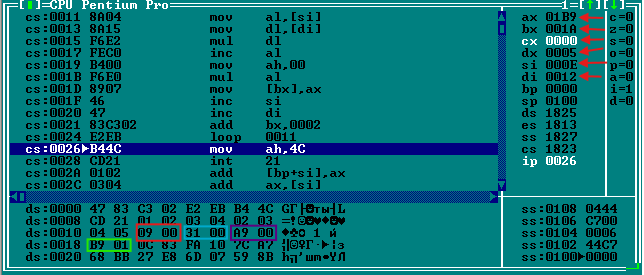 [▮]=CPU Pentium Pro 1=[↑][↓]
cs:0011 8A04 mov al,[si]
cs:0013 8A15 mov dl,[di]
cs:0015 F6E2 mul dl
cs:0017 FEC0 inc al
cs:0019 B400 mov ah,00
cs:001B F6E0 mul al
cs:001D 8907 mov [bx],ax
cs:001F 46 inc si
cs:0020 47 inc di
cs:0021 83C302 add bx,0002
cs:0024 E2EB loop 0011
cs:0026►B44C mov ah,4C
cs:0028 CD21 int 21
cs:002A 0102 add [bp+si],ax
cs:002C 0304 add ax,[si]
ax 01B9 c=0
bx 001A z=0
cx 0000 s=0
dx 0005 o=0
si 000E p=0
di 0012 a=0
bp 0000 i=1
sp 0100 d=0
ds 1825
es 1813
ss 1827
cs 1823
ip 0026
ds:0000 47 83 C3 02 E2 EB B4 4C
ds:0008 CD 21 01 02 03 04 02 03
ds:0010 04 05 09 00 31 00 A9 00
ds:0018 B9 01 FA 10 7C A7
ds:0020 68 BB 27 E8 6D 07 59 8B
ss:0108 0444
ss:0106 C700
ss:0104 0006
ss:0102 44C7
ss:0100►0000